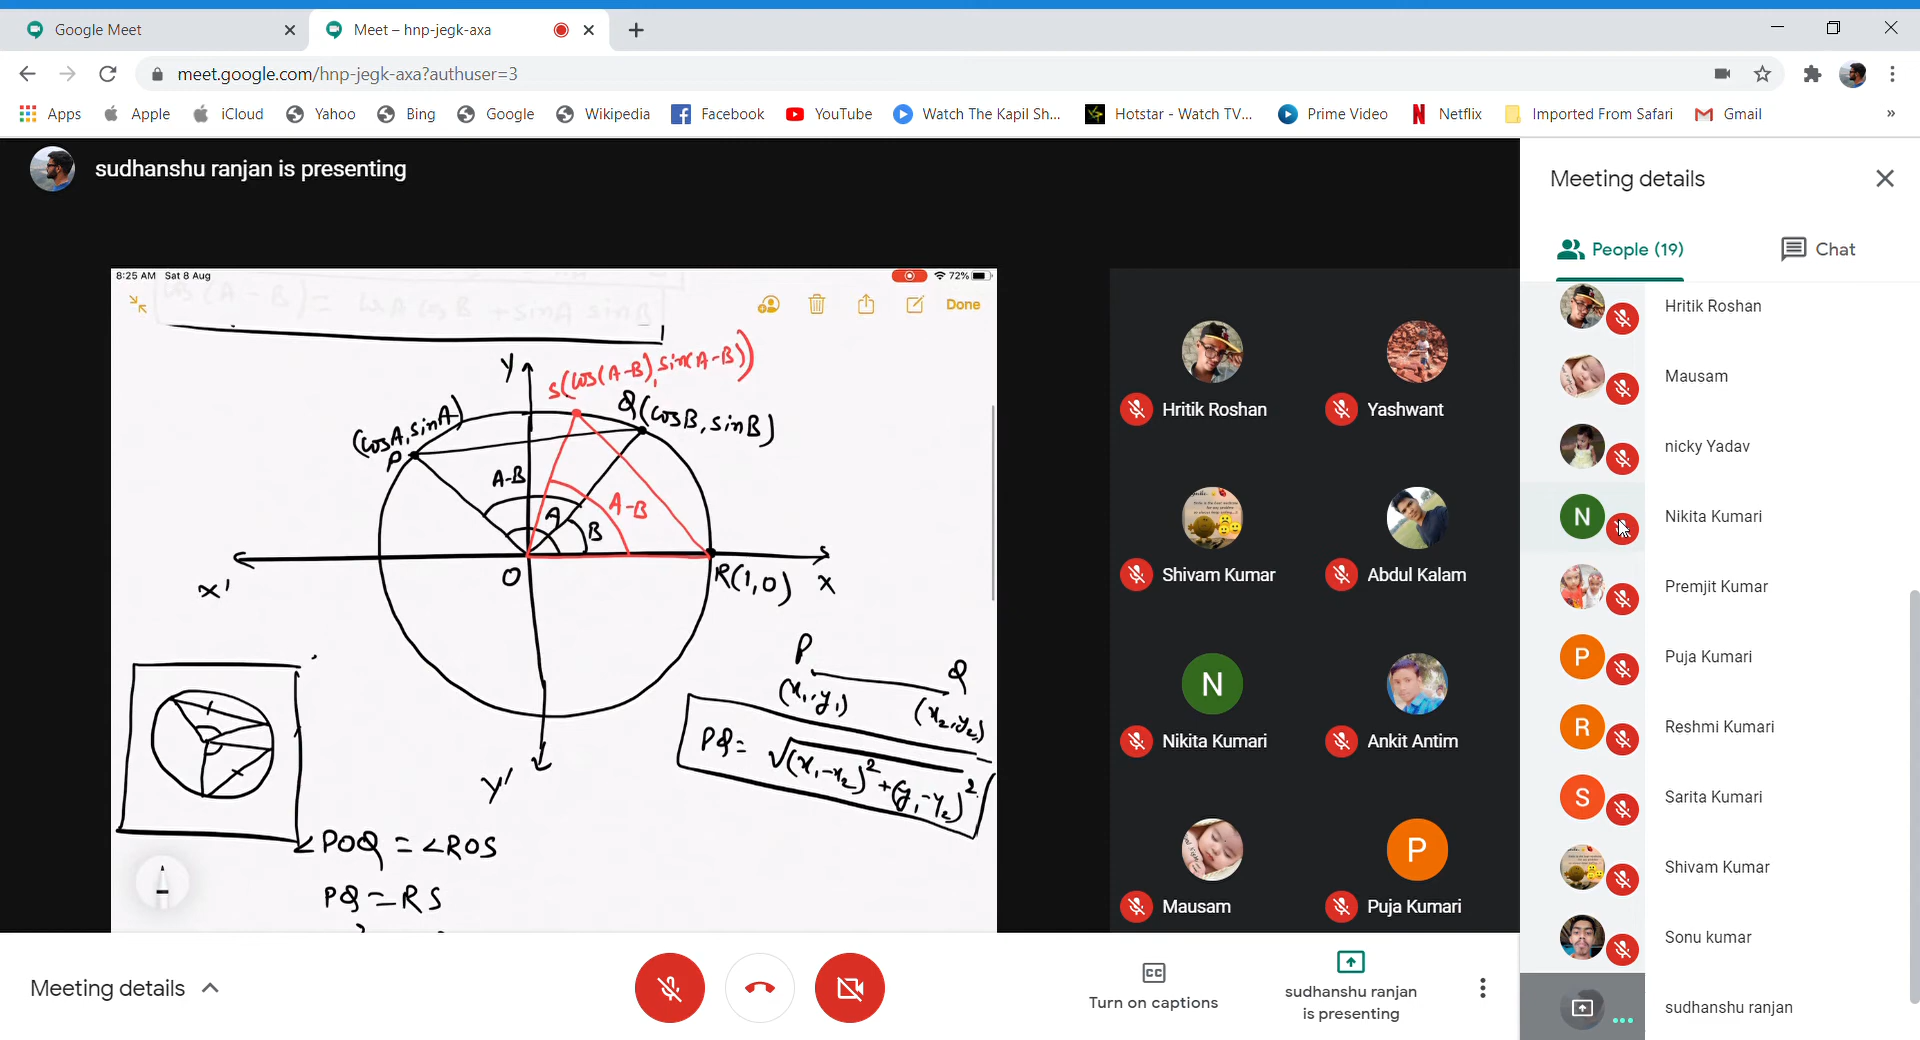 Google Meet
Meet – hnp-jegk-axa
meet.google.com/hnp-jegk-axa?authuser=3
Apps Apple iCloud Yahoo Bing Google Wikipedia Facebook YouTube Watch The Kapil Sh... Hotstar - Watch TV... Prime Video Netflix Imported From Safari Gmail »
sudhanshu ranjan is presenting
8:25 AM Sat 8 Aug 72%
Done
cos(A-B) = cosA cosB + sinA sinB
Y
S(cos(A-B), sin(A-B))
Q(cosB, sinB)
(cosA, sinA)
P
A-B
A
A-B
B
O
R(1,0)
X
X'
Y'
P
Q
(x₁, y₁)
(x₂, y₂)
PQ = √(x₁-x₂)² + (y₁-y₂)²
∠POQ = ∠ROS
PQ = RS
Hritik Roshan
Yashwant
Shivam Kumar
Abdul Kalam
N
Nikita Kumari
Ankit Antim
Mausam
P
Puja Kumari
Meeting details
People (19)
Chat
Hritik Roshan
Mausam
nicky Yadav
N Nikita Kumari
Premjit Kumar
P Puja Kumari
R Reshmi Kumari
S Sarita Kumari
Shivam Kumar
Sonu kumar
sudhanshu ranjan
Meeting details
CC
Turn on captions
sudhanshu ranjan
is presenting